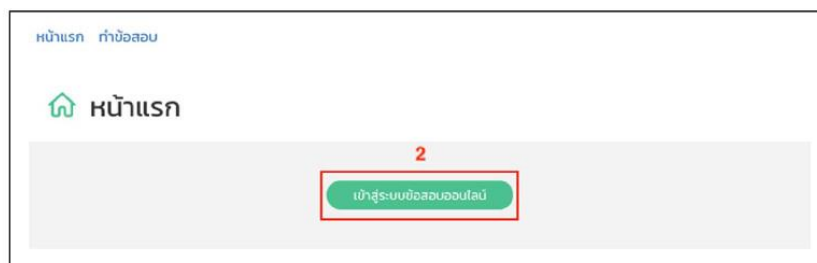 หน้าแรก ทำข้อสอบ
หน้าแรก
2
เข้าสู่ระบบข้อสอบออนไลน์